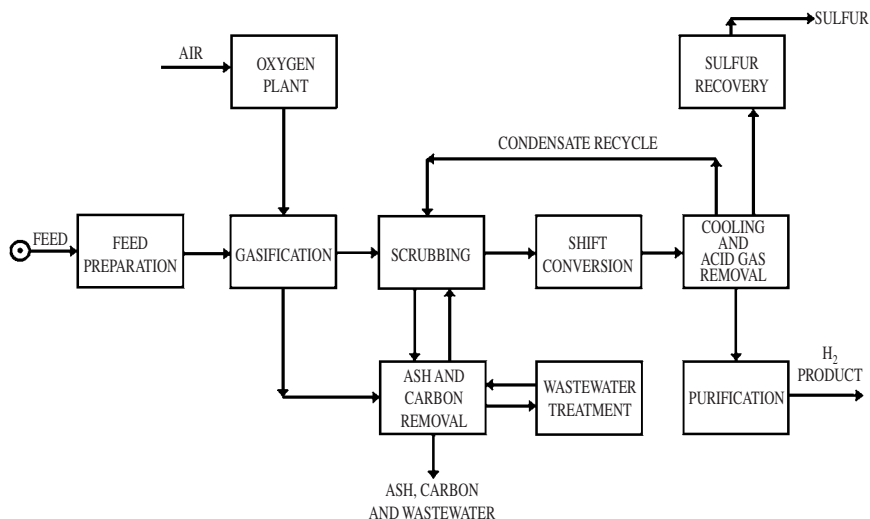 SULFUR
AIR
OXYGEN
PLANT
SULFUR
RECOVERY
CONDENSATE RECYCLE
FEED
FEED
PREPARATION
GASIFICATION
SCRUBBING
SHIFT
CONVERSION
COOLING
AND
ACID GAS
REMOVAL
ASH AND
CARBON
REMOVAL
WASTEWATER
TREATMENT
PURIFICATION
H2
PRODUCT
ASH, CARBON
AND WASTEWATER